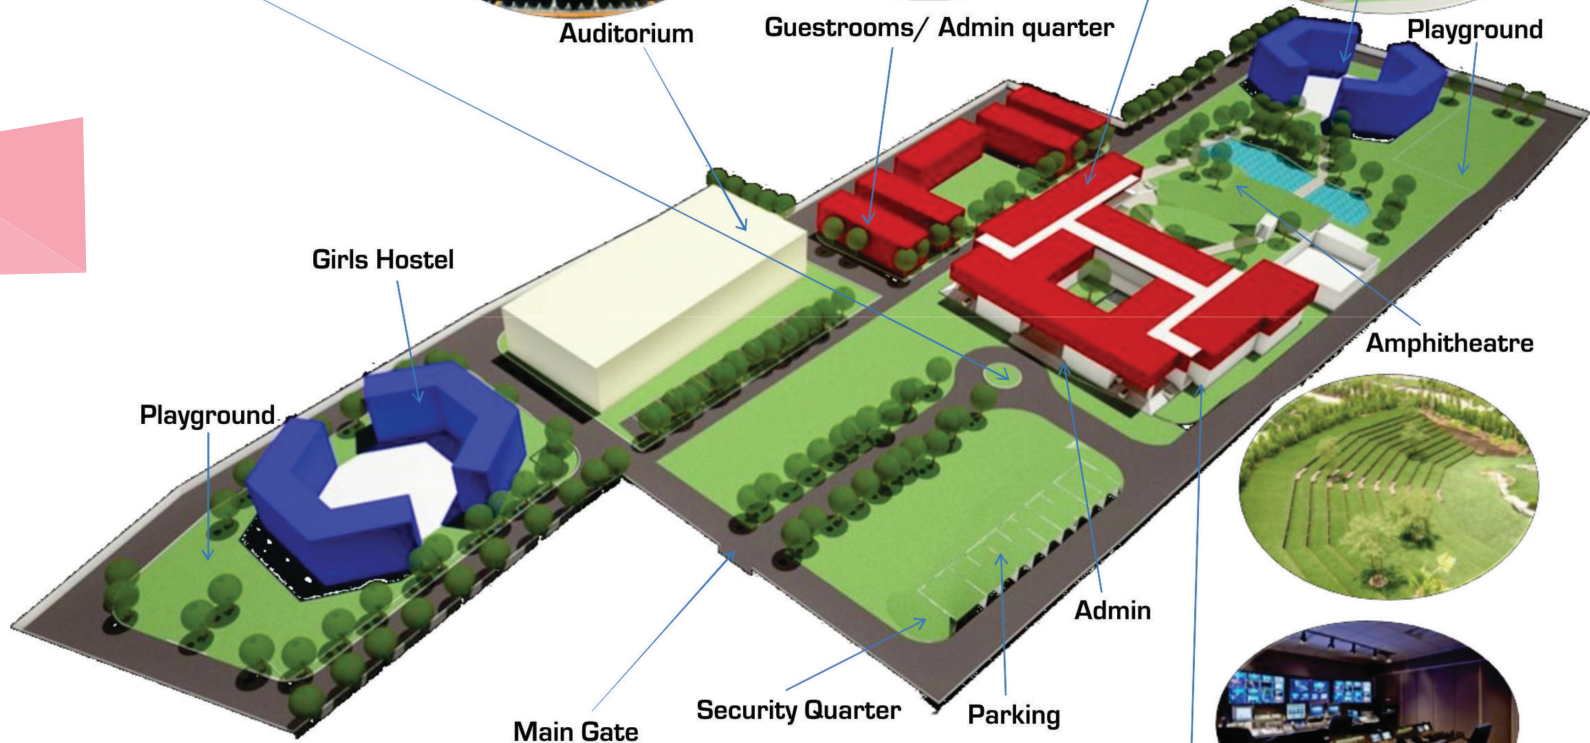 Auditorium
Guestrooms/ Admin quarter
Playground
Girls Hostel
Amphitheatre
Playground
Admin
Security Quarter
Parking
Main Gate